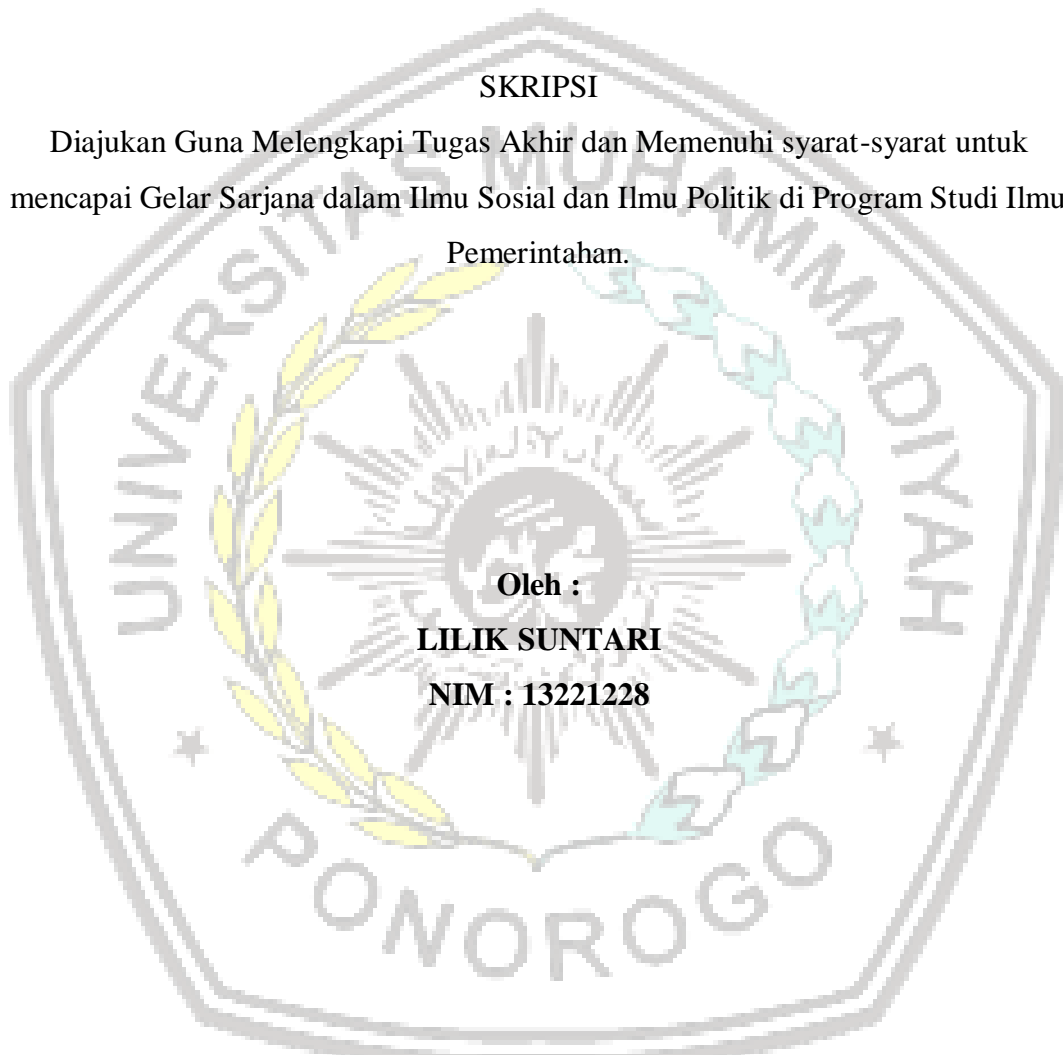 SKRIPSI
Diajukan Guna Melengkapi Tugas Akhir dan Memenuhi syarat-syarat untuk
mencapai Gelar Sarjana dalam Ilmu Sosial dan Ilmu Politik di Program Studi Ilmu
Pemerintahan.
UNIVERSITAS MUHAMMADIYAH
Oleh :
LILIK SUNTARI
NIM : 13221228
PONOROGO